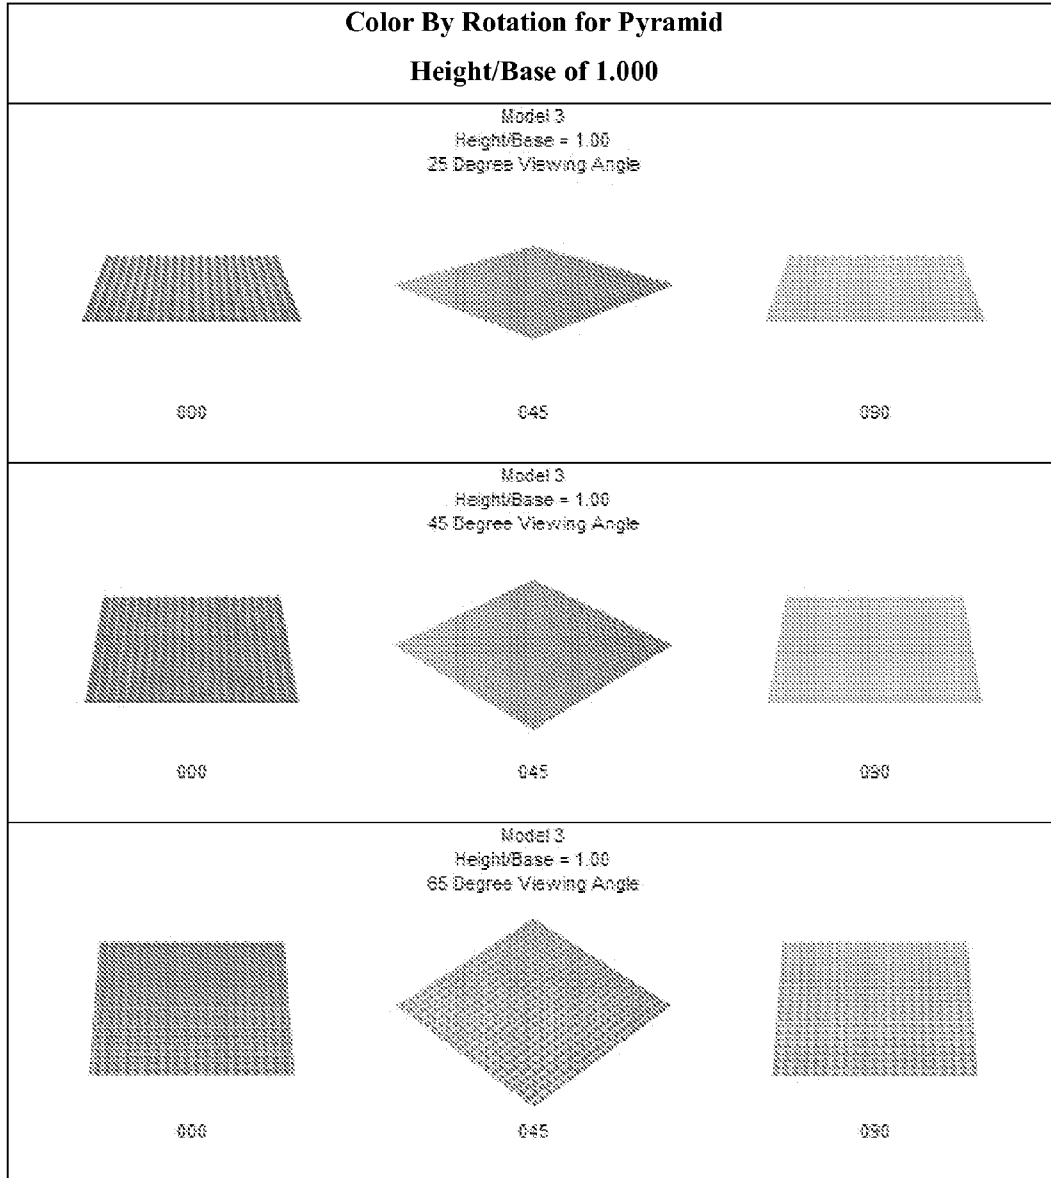 Color By Rotation for Pyramid
Height/Base of 1.000
Model 3
Height/Base = 1.00
25 Degree Viewing Angle
000 045 090
Model 3
Height/Base = 1.00
45 Degree Viewing Angle
000 045 090
Model 3
Height/Base = 1.00
65 Degree Viewing Angle
000 045 090